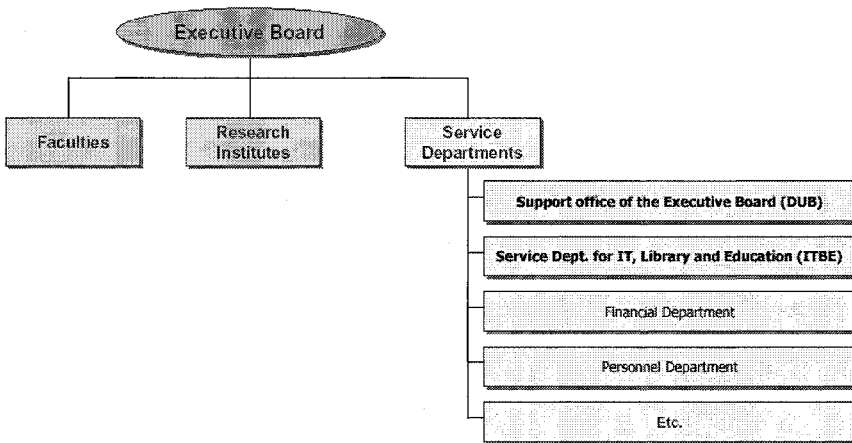 Executive Board
Faculties
Research
Institutes
Service
Departments
Support office of the Executive Board (DUB)
Service Dept. for IT, Library and Education (ITBE)
Financial Department
Personnel Department
Etc.